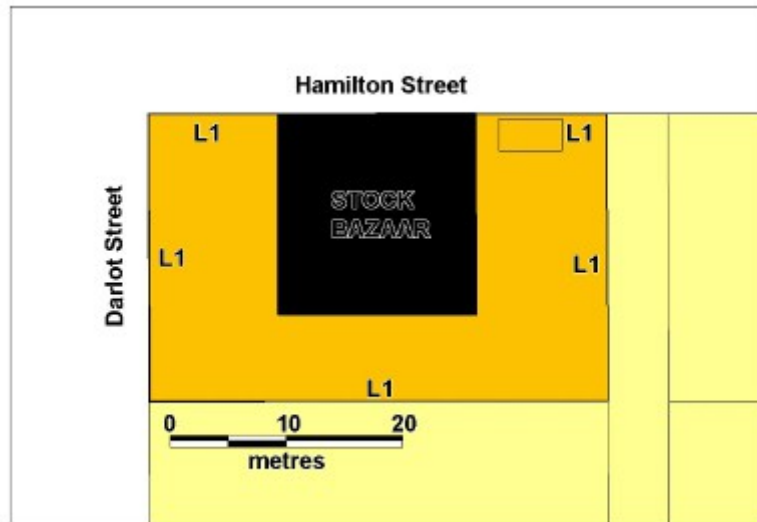 Hamilton Street
L1
L1
STOCK
BAZAAR
Darlot Street
L1
L1
L1
0 10 20
metres